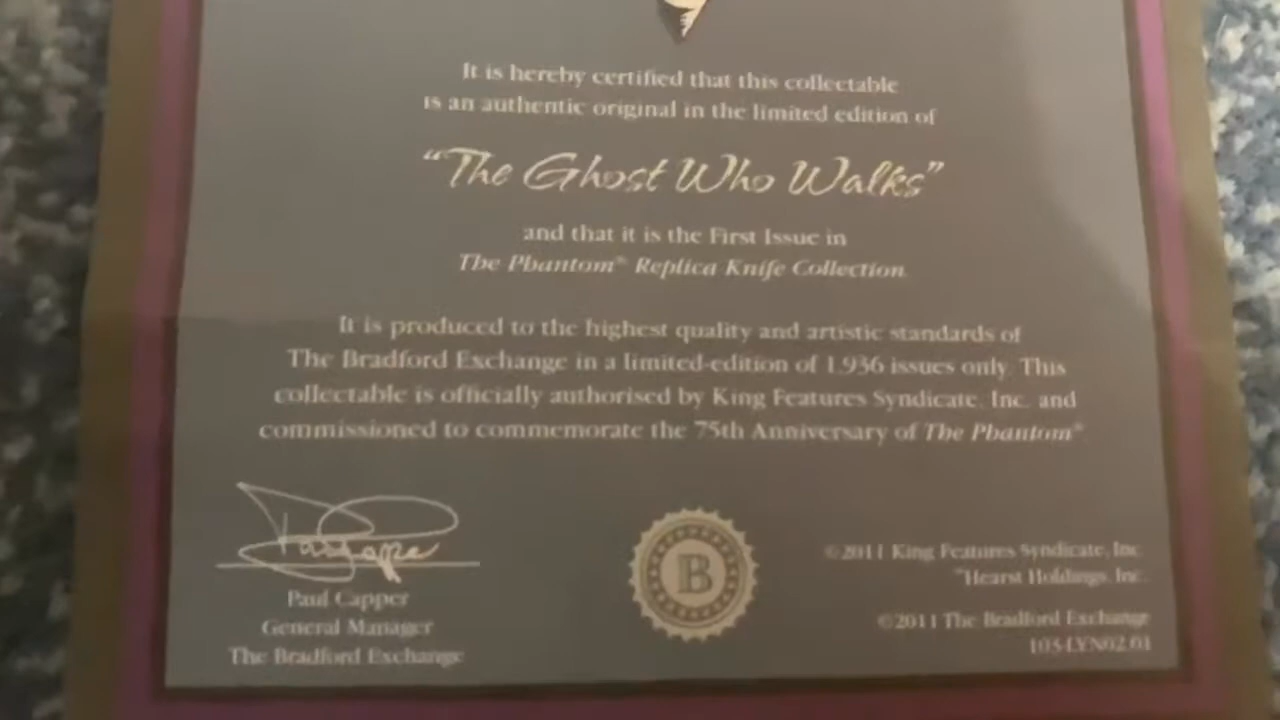 It is hereby certified that this collectable
is an authentic original in the limited edition of
“The Ghost Who Walks”
and that it is the First Issue in
The Phantom® Replica Knife Collection.
It is produced to the highest quality and artistic standards of
The Bradford Exchange in a limited-edition of 1,936 issues only. This
collectable is officially authorised by King Features Syndicate, Inc. and
commissioned to commemorate the 75th Anniversary of The Phantom®
Paul Capper
General Manager
The Bradford Exchange
B
©2011 King Features Syndicate, Inc.
™Hearst Holdings, Inc.
©2011 The Bradford Exchange
103-LYN02.01